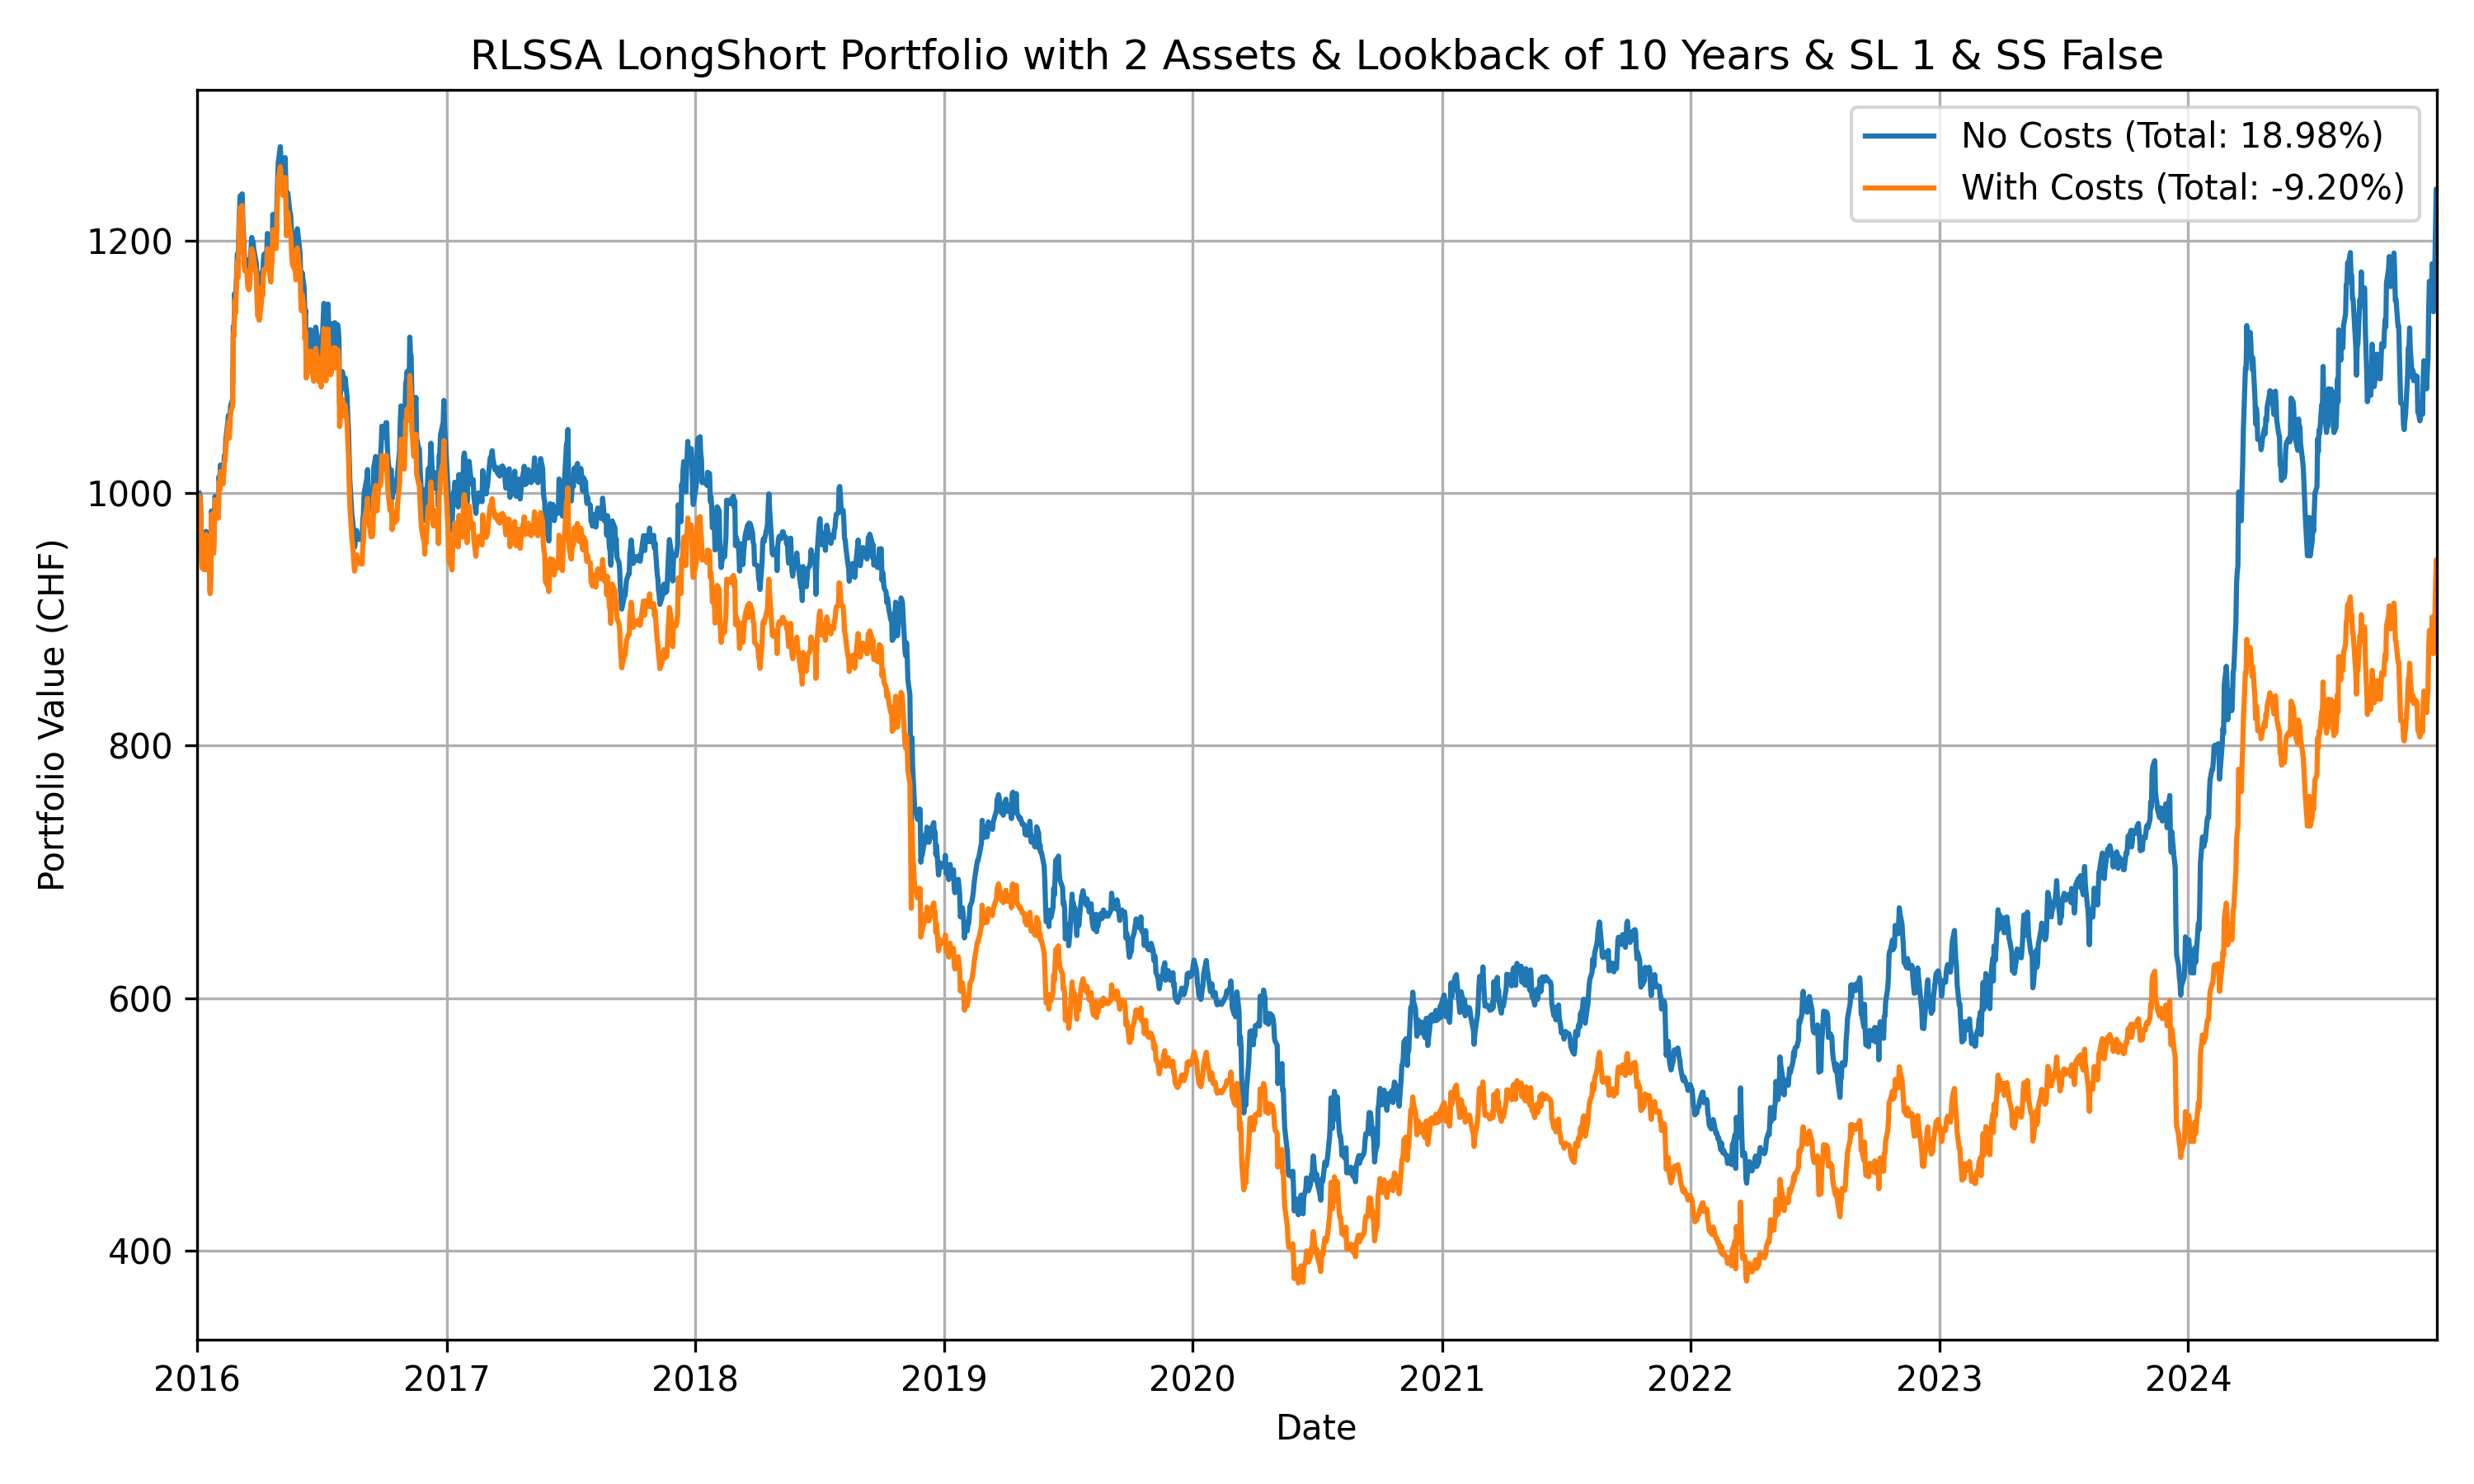 RLSSA LongShort Portfolio with 2 Assets & Lookback of 10 Years & SL 1 & SS False
No Costs (Total: 18.98%)
With Costs (Total: -9.20%)
Portfolio Value (CHF)
1200
1000
800
600
400
2016 2017 2018 2019 2020 2021 2022 2023 2024
Date